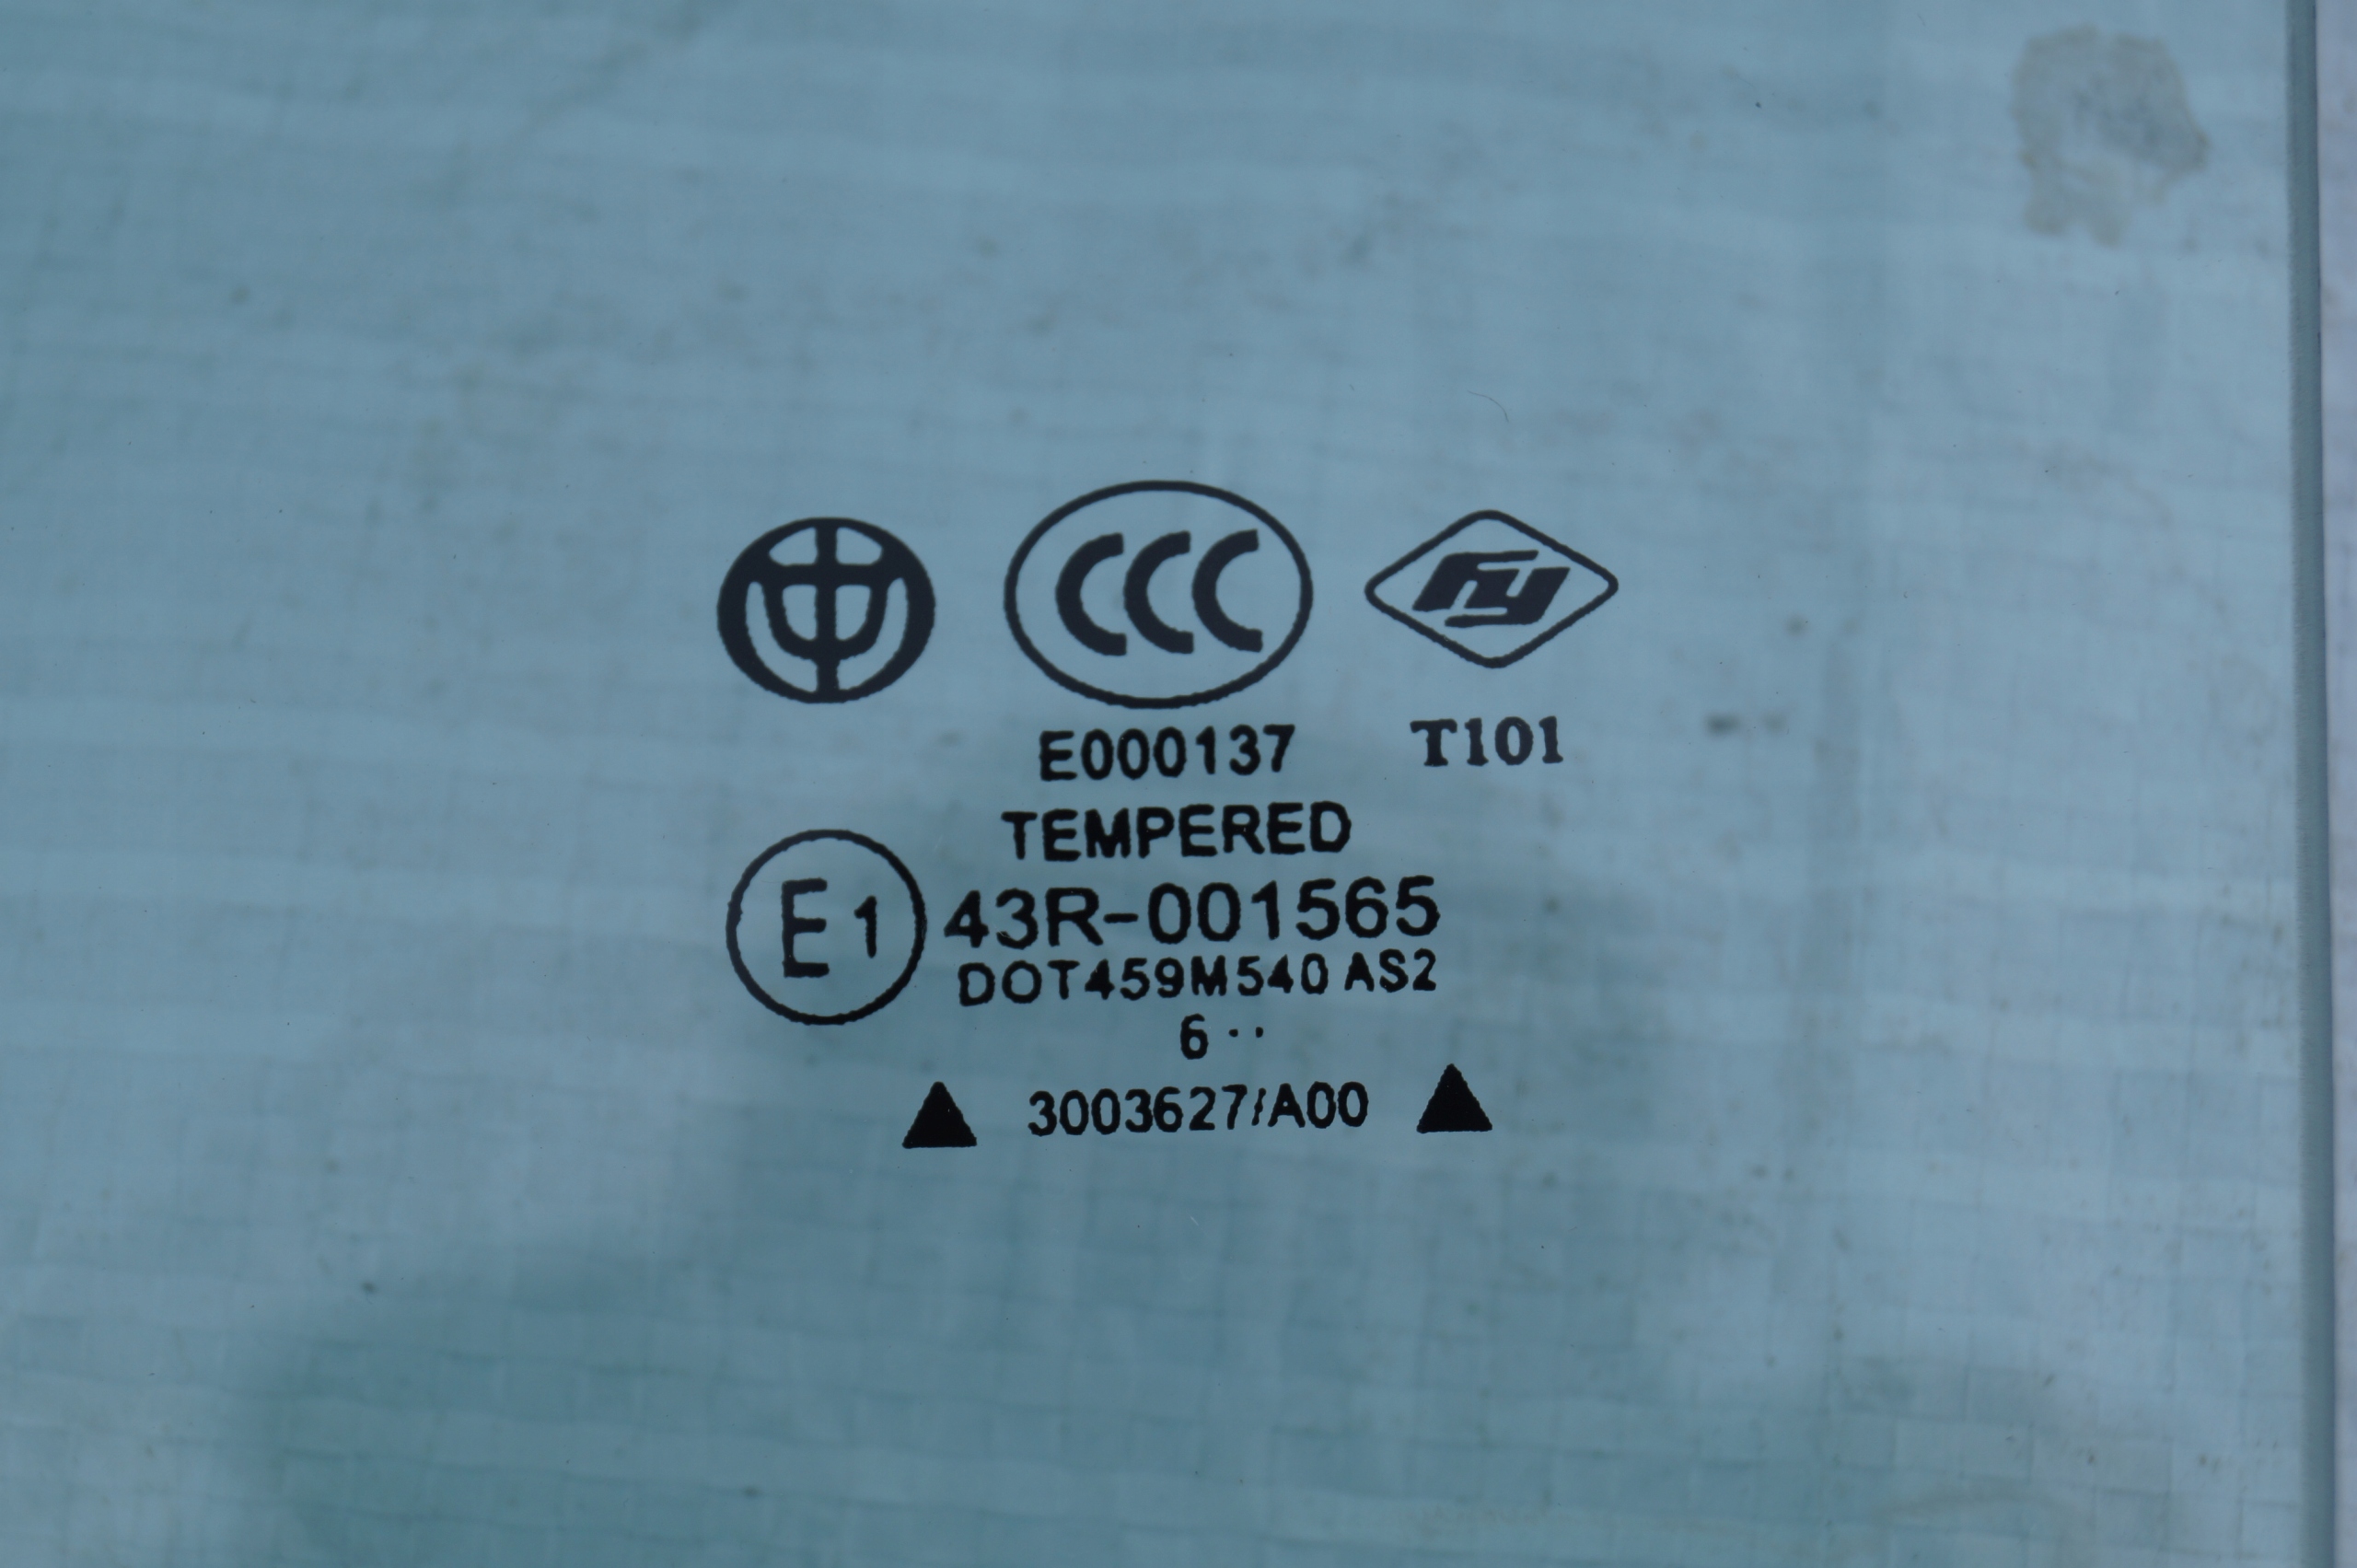 CCC
fy
E000137
T101
TEMPERED
E1
43R-001565
DOT459M540 AS2
6 ··
▲ 3003627/A00 ▲